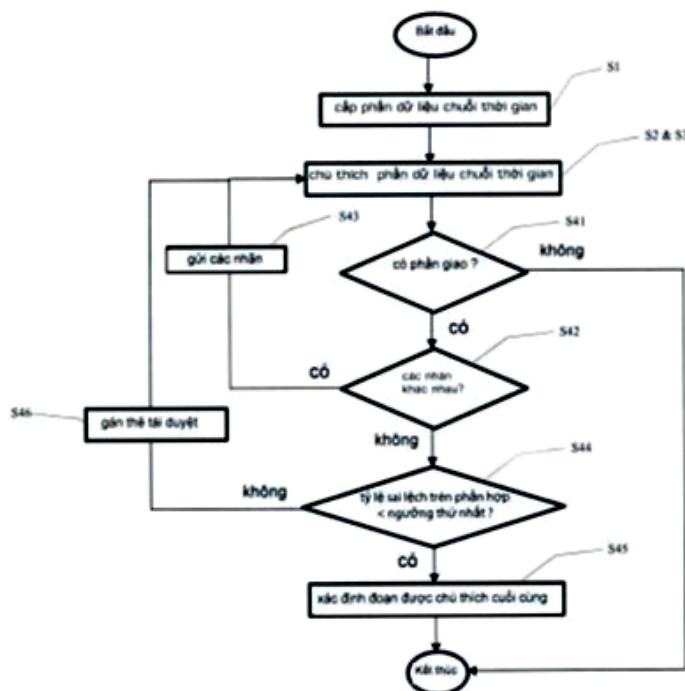 Bắt đầu
S1
cấp phần dữ liệu chuỗi thời gian
S2 & S3
chú thích phần dữ liệu chuỗi thời gian
S43
S41
gửi các nhãn
có phần giao ?
không
có
S42
có
các nhãn
khác nhau?
S46
gán thẻ tái duyệt
không
S44
không
tỷ lệ sai lệch trên phần hợp
< ngưỡng thứ nhất ?
có
S45
xác định đoạn được chú thích cuối cùng
Kết thúc